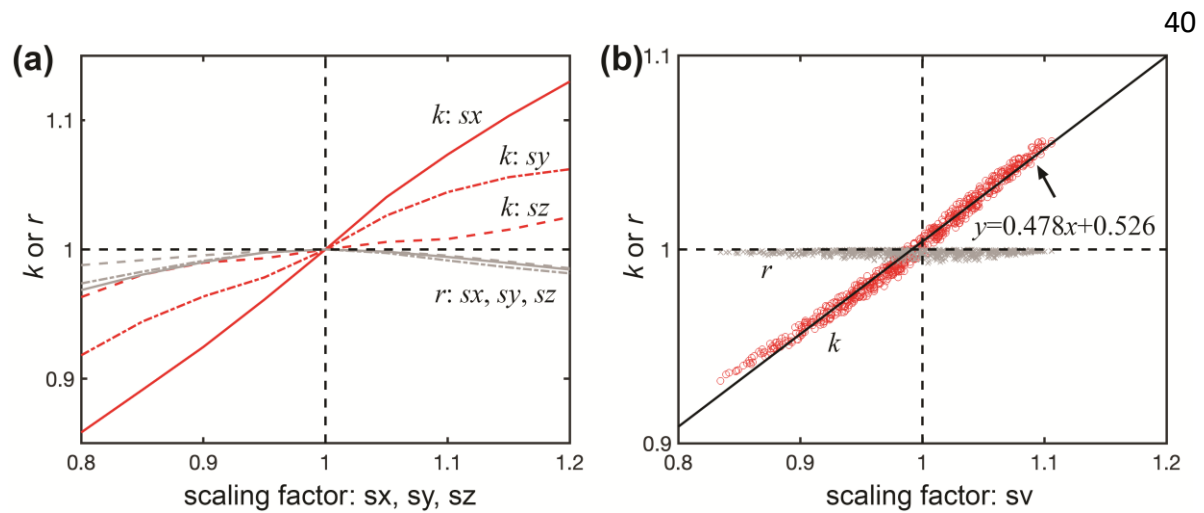 40
(a)
(b)
k or r
1.1
1
0.9
k: sx
k: sy
k: sz
r: sx, sy, sz
0.8 0.9 1 1.1 1.2
scaling factor: sx, sy, sz
k or r
1.1
1
0.9
y=0.478x+0.526
r
k
0.8 0.9 1 1.1 1.2
scaling factor: sv